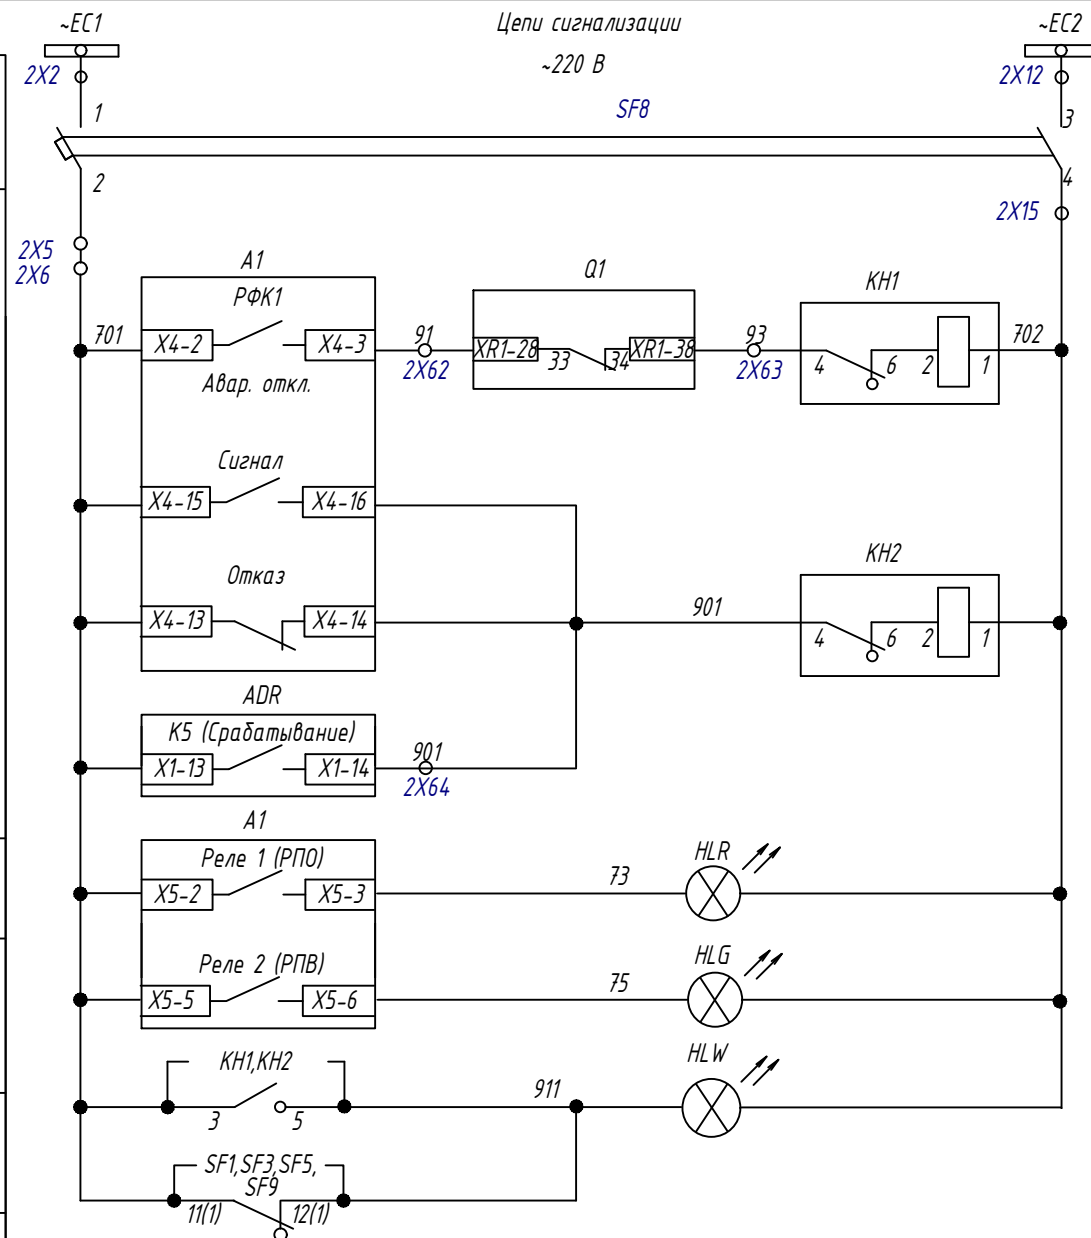 ~ЕС1
Цепи сигнализации
~ЕС2
~220 В
2X2
2X12
1
SF8
3
2
4
2X15
2X5
2X6
A1
Q1
KH1
РФК1
701
X4-2
X4-3
91
XR1-28
33
34
XR1-38
93
4
6
2
1
702
2X62
2X63
Авар. откл.
Сигнал
X4-15
X4-16
KH2
Отказ
X4-13
X4-14
901
4
6
2
1
ADR
K5 (Срабатывание)
X1-13
X1-14
901
2X64
A1
Реле 1 (РПО)
HLR
X5-2
X5-3
73
Реле 2 (РПВ)
HLG
X5-5
X5-6
75
KH1,KH2
HLW
3
5
911
SF1,SF3,SF5,
SF9
11(1)
12(1)